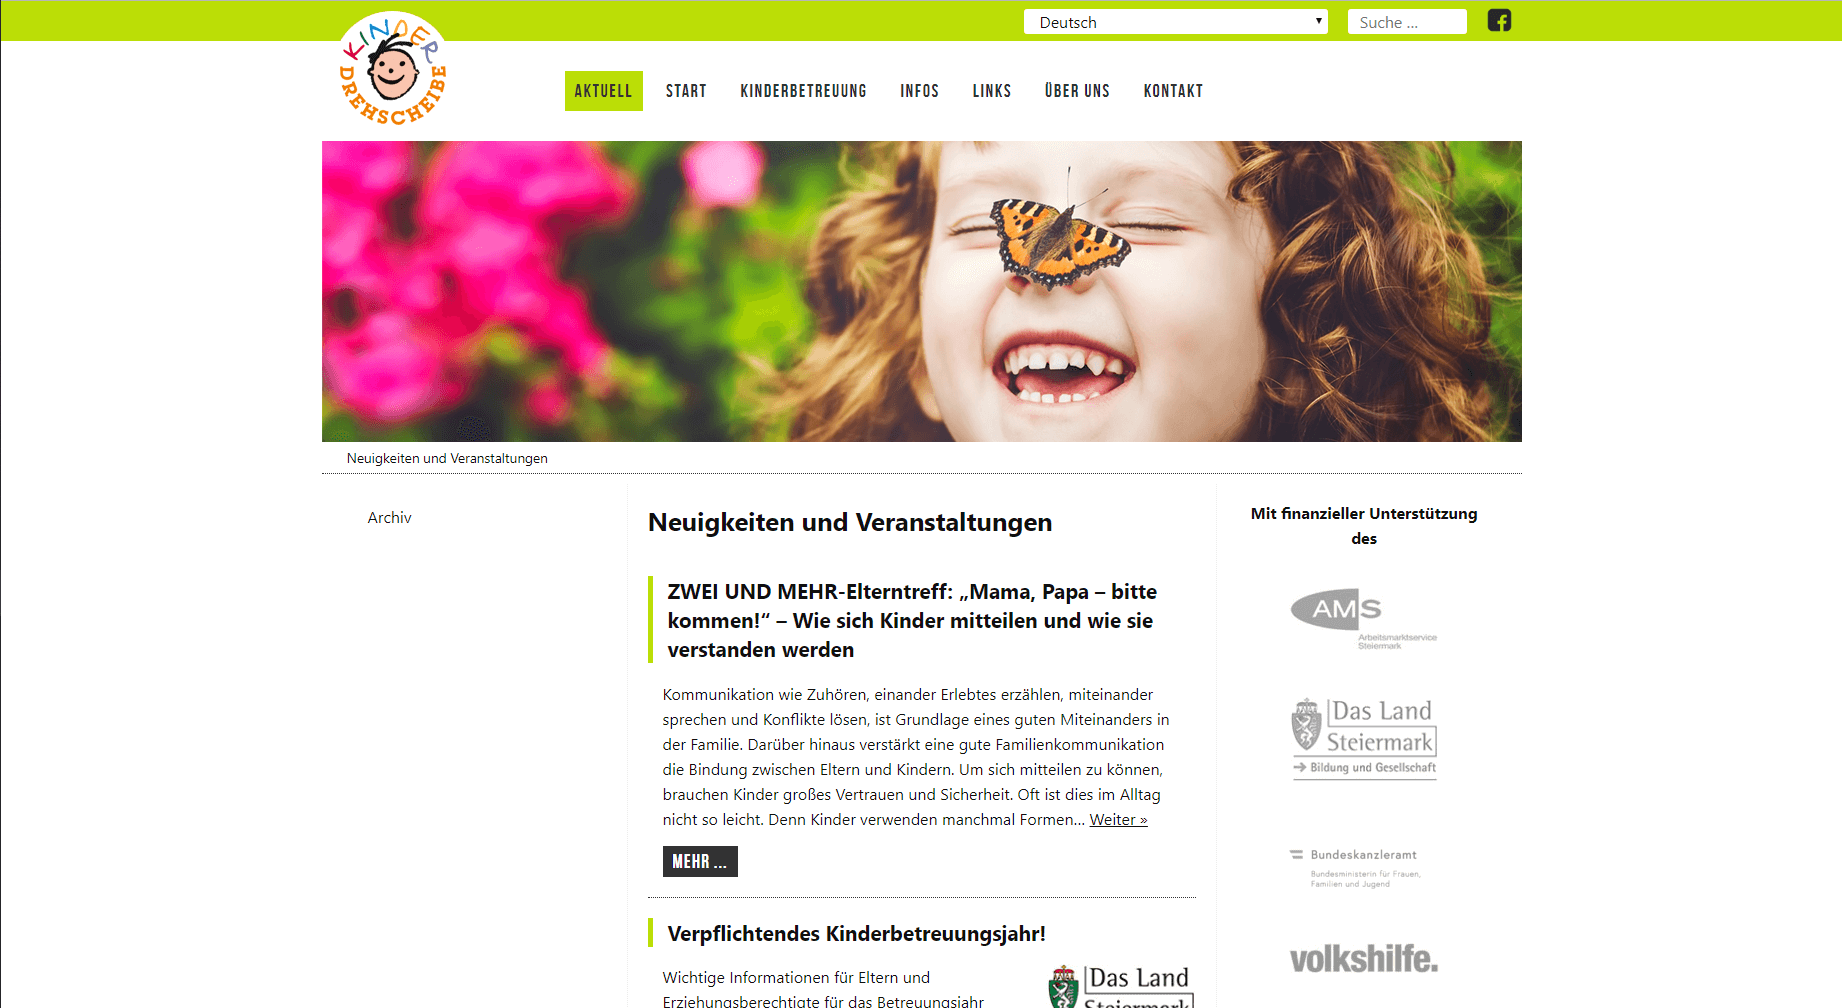 Deutsch
Suche ...
KINDER
DREHSCHEIBE
AKTUELL START KINDERBETREUUNG INFOS LINKS ÜBER UNS KONTAKT
Neuigkeiten und Veranstaltungen
Archiv
Neuigkeiten und Veranstaltungen
ZWEI UND MEHR-Elterntreff: „Mama, Papa – bitte
kommen!“ – Wie sich Kinder mitteilen und wie sie
verstanden werden
Kommunikation wie Zuhören, einander Erlebtes erzählen, miteinander
sprechen und Konflikte lösen, ist Grundlage eines guten Miteinanders in
der Familie. Darüber hinaus verstärkt eine gute Familienkommunikation
die Bindung zwischen Eltern und Kindern. Um sich mitteilen zu können,
brauchen Kinder großes Vertrauen und Sicherheit. Oft ist dies im Alltag
nicht so leicht. Denn Kinder verwenden manchmal Formen... Weiter »
MEHR ...
Verpflichtendes Kinderbetreuungsjahr!
Wichtige Informationen für Eltern und
Erziehungsberechtigte für das Betreuungsjahr
Das Land
Steiermark
Mit finanzieller Unterstützung
des
AMS
Arbeitsmarktservice
Steiermark
Das Land
Steiermark
→ Bildung und Gesellschaft
Bundeskanzleramt
Bundesministerin für Frauen,
Familien und Jugend
volkshilfe.